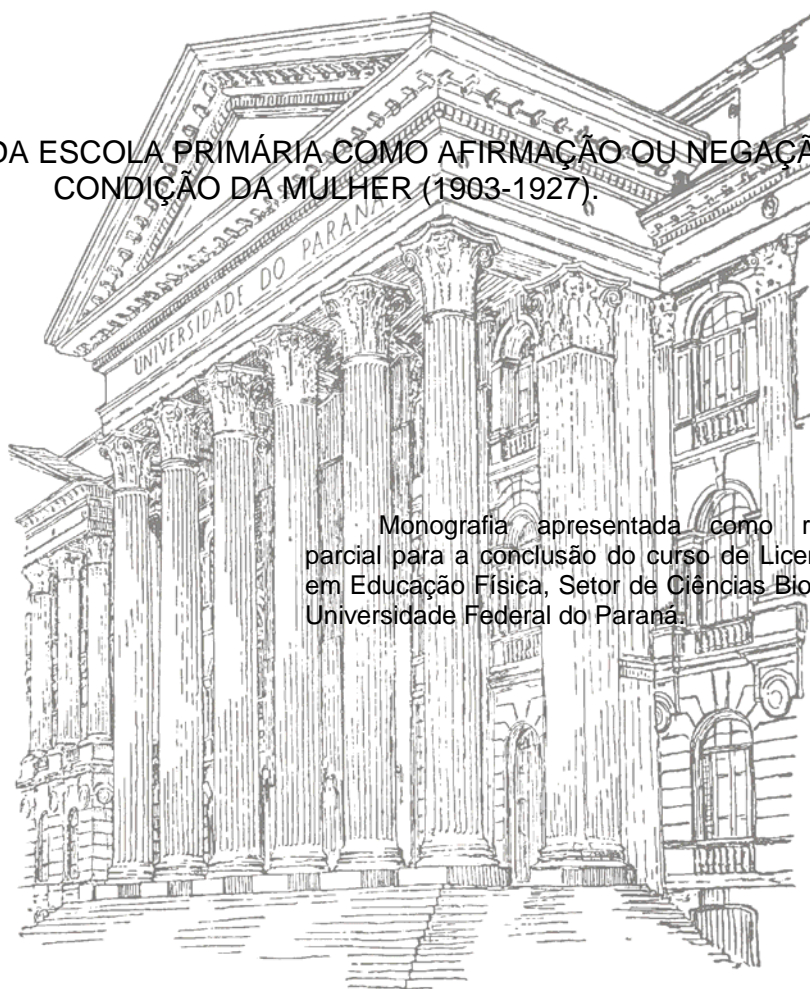 DA ESCOLA PRIMÁRIA COMO AFIRMAÇÃO OU NEGAÇÃ
CONDIÇÃO DA MULHER (1903-1927).
UNIVERSIDADE DO PARANÁ
Monografia apresentada como r
parcial para a conclusão do curso de Licen
em Educação Física, Setor de Ciências Bio
Universidade Federal do Paraná.